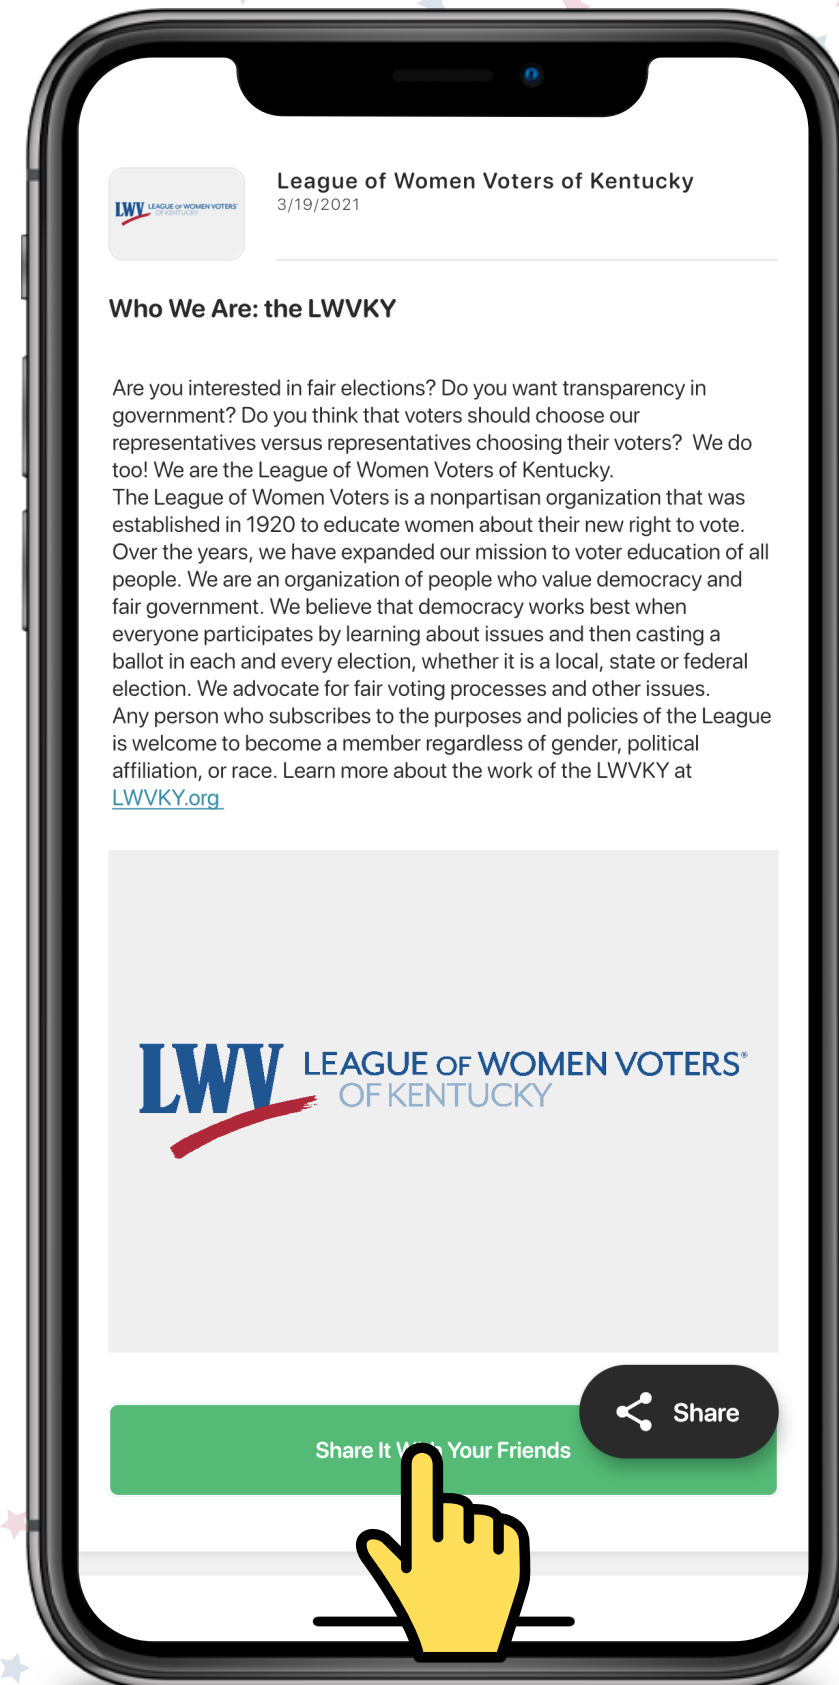 LWV LEAGUE OF WOMEN VOTERS®
OF KENTUCKY
League of Women Voters of Kentucky
3/19/2021
Who We Are: the LWVKY
Are you interested in fair elections? Do you want transparency in
government? Do you think that voters should choose our
representatives versus representatives choosing their voters?  We do
too! We are the League of Women Voters of Kentucky.
The League of Women Voters is a nonpartisan organization that was
established in 1920 to educate women about their new right to vote.
Over the years, we have expanded our mission to voter education of all
people. We are an organization of people who value democracy and
fair government. We believe that democracy works best when
everyone participates by learning about issues and then casting a
ballot in each and every election, whether it is a local, state or federal
election. We advocate for fair voting processes and other issues.
Any person who subscribes to the purposes and policies of the League
is welcome to become a member regardless of gender, political
affiliation, or race. Learn more about the work of the LWVKY at
LWVKY.org
LWV LEAGUE OF WOMEN VOTERS®
OF KENTUCKY
Share
Share It With Your Friends